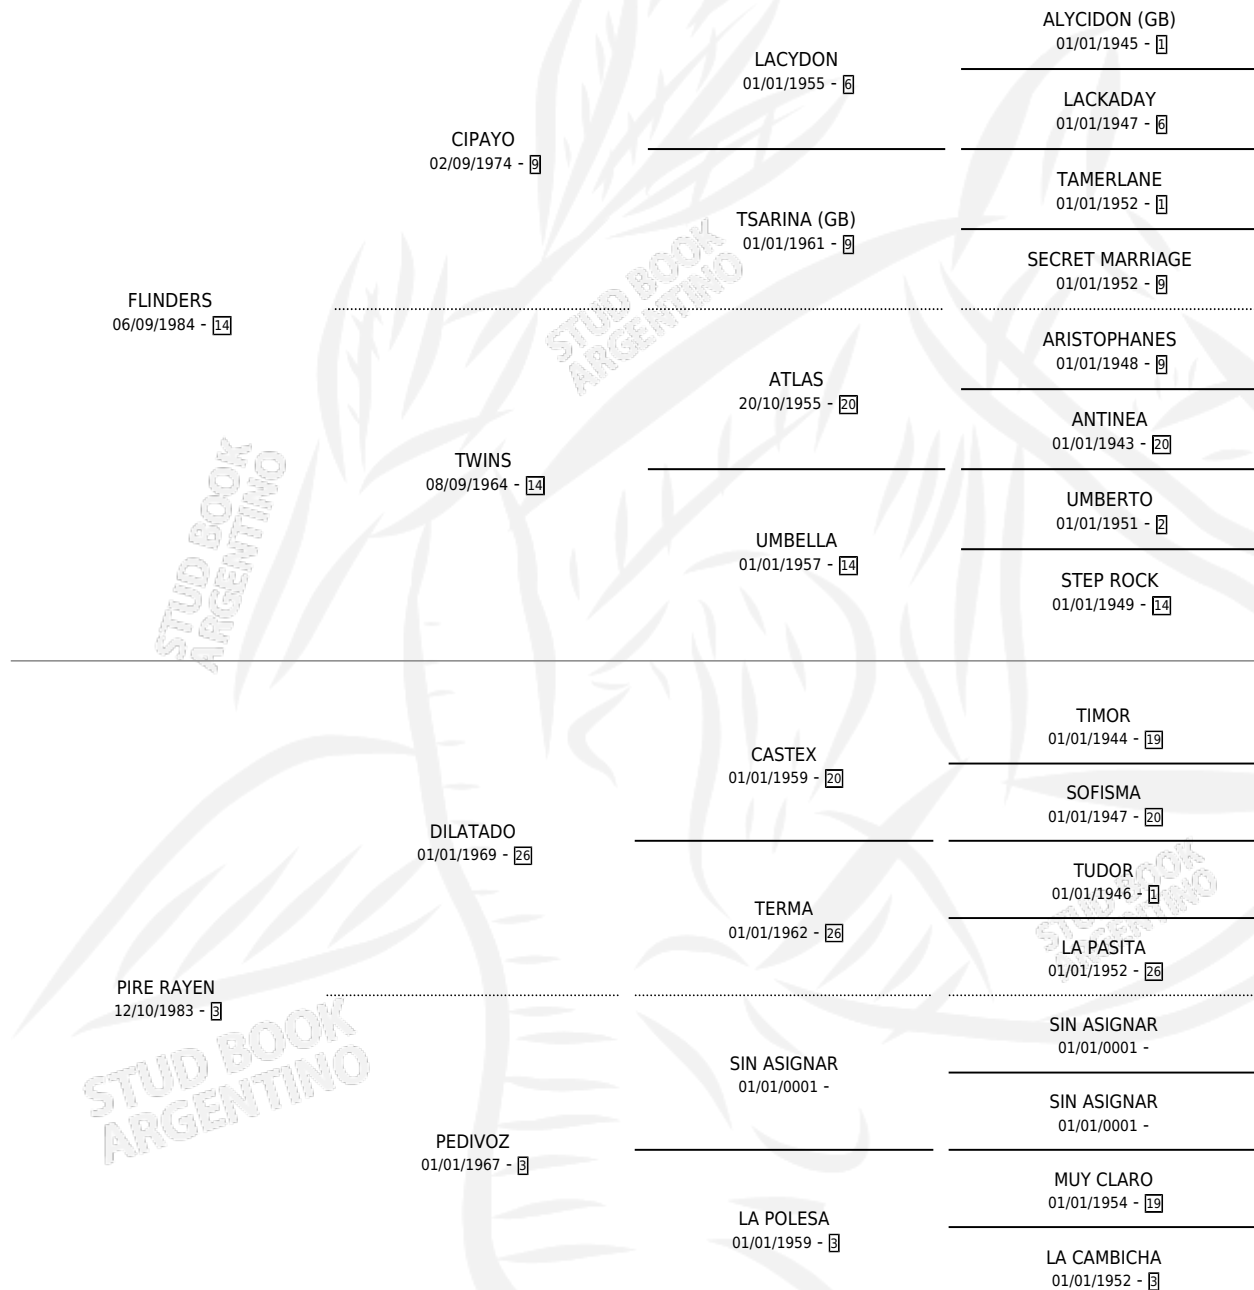 ALYCIDON (GB)
01/01/1945 - 1
LACYDON
01/01/1955 - 6
LACKADAY
01/01/1947 - 6
CIPAYO
02/09/1974 - 9
TAMERLANE
01/01/1952 - 1
TSARINA (GB)
01/01/1961 - 9
SECRET MARRIAGE
01/01/1952 - 9
FLINDERS
06/09/1984 - 14
STUD BOOK
ARGENTINO
ARISTOPHANES
01/01/1948 - 9
ATLAS
20/10/1955 - 20
ANTINEA
01/01/1943 - 20
TWINS
08/09/1964 - 14
UMBERTO
01/01/1951 - 2
UMBELLA
01/01/1957 - 14
STEP ROCK
01/01/1949 - 14
STUD BOOK
ARGENTINO
TIMOR
01/01/1944 - 19
CASTEX
01/01/1959 - 20
SOFISMA
01/01/1947 - 20
DILATADO
01/01/1969 - 26
TUDOR
01/01/1946 - 1
TERMA
01/01/1962 - 26
LA PASITA
01/01/1952 - 26
STUD BOOK
ARGENTINO
PIRE RAYEN
12/10/1983 - 3
SIN ASIGNAR
01/01/0001 -
SIN ASIGNAR
01/01/0001 -
SIN ASIGNAR
01/01/0001 -
STUD BOOK
ARGENTINO
PEDIVOZ
01/01/1967 - 3
MUY CLARO
01/01/1954 - 19
LA POLESA
01/01/1959 - 3
LA CAMBICHA
01/01/1952 - 3